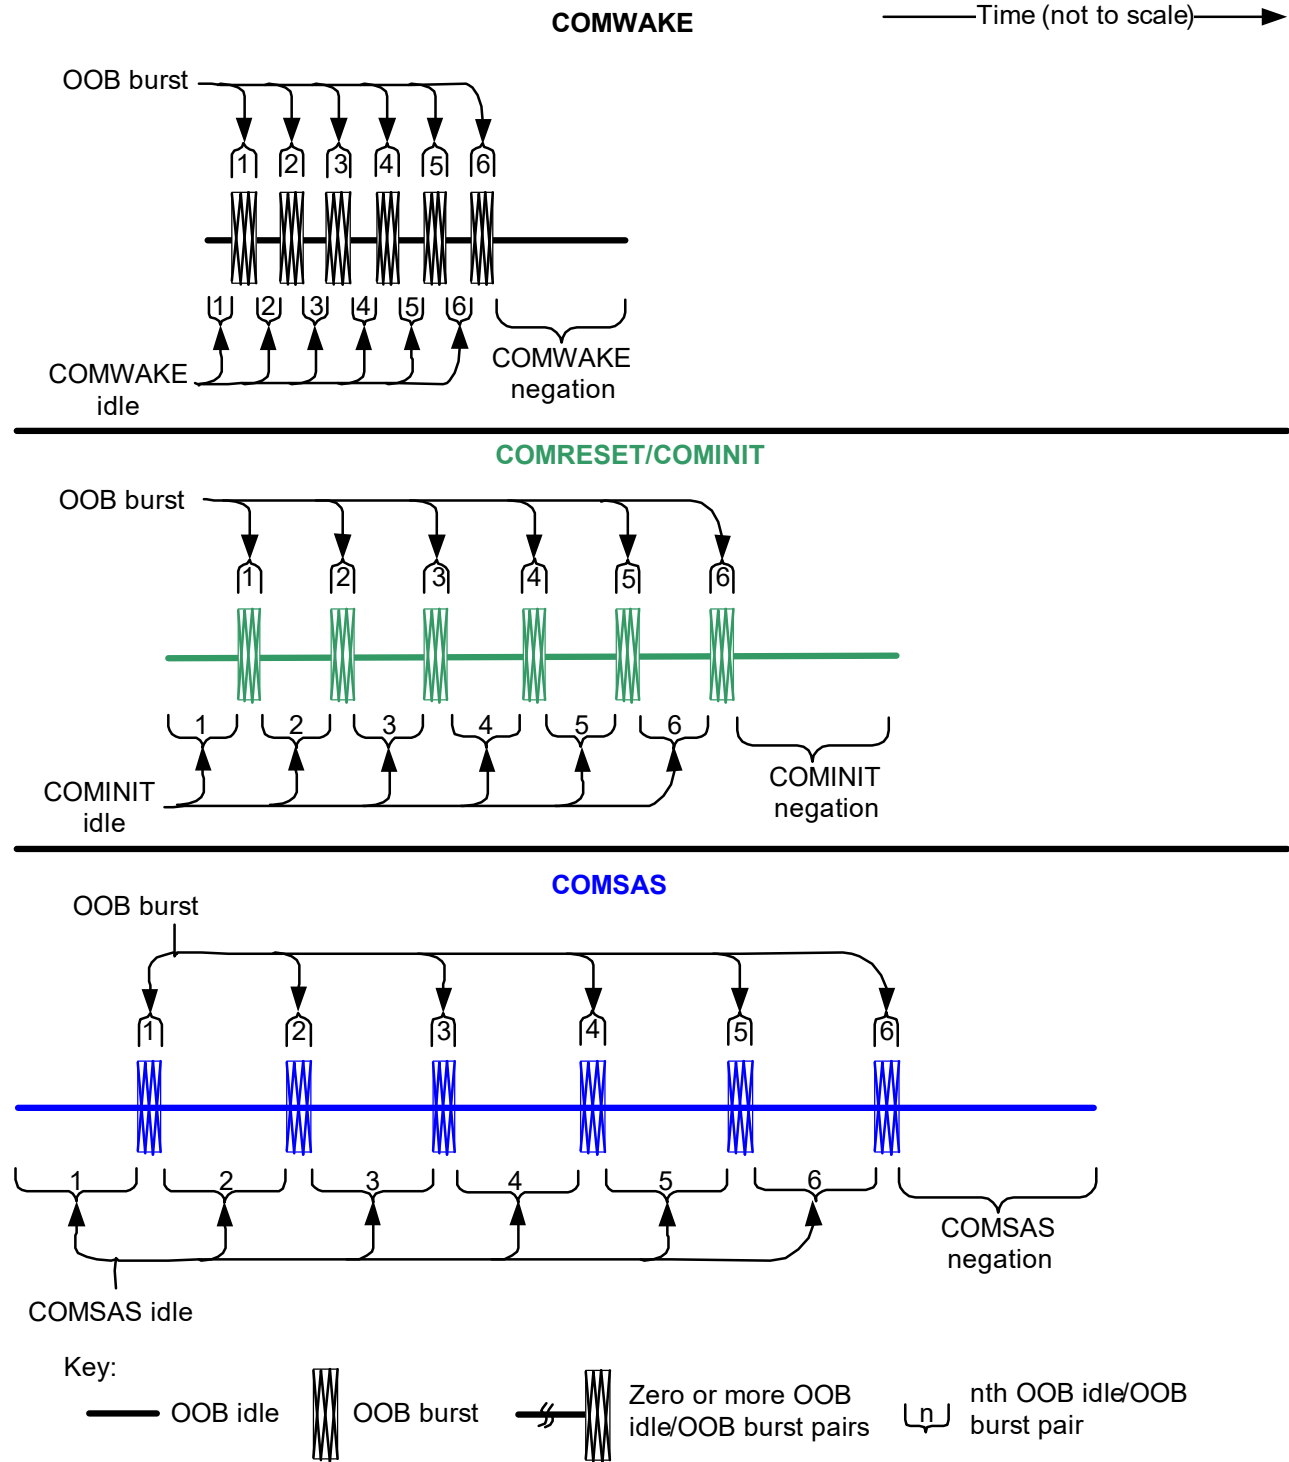 COMWAKE
Time (not to scale)
OOB burst
1 2 3 4 5 6
1 2 3 4 5 6
COMWAKE
idle
COMWAKE
negation
COMRESET/COMINIT
OOB burst
1 2 3 4 5 6
1 2 3 4 5 6
COMINIT
idle
COMINIT
negation
COMSAS
OOB burst
1 2 3 4 5 6
1 2 3 4 5 6
COMSAS
negation
COMSAS idle
Key:
OOB idle
OOB burst
Zero or more OOB
idle/OOB burst pairs
n
nth OOB idle/OOB
burst pair